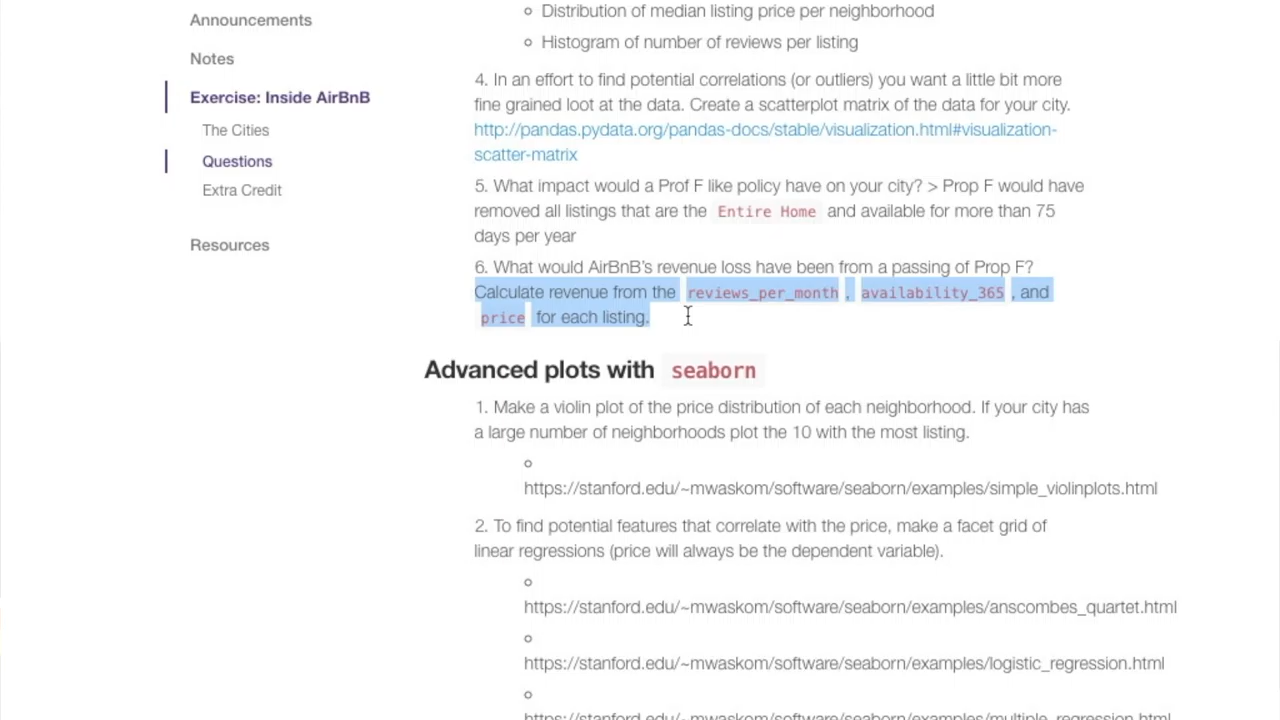 Announcements
Notes
Exercise: Inside AirBnB
The Cities
Questions
Extra Credit
Resources
Distribution of median listing price per neighborhood
Histogram of number of reviews per listing
4. In an effort to find potential correlations (or outliers) you want a little bit more
fine grained loot at the data. Create a scatterplot matrix of the data for your city.
http://pandas.pydata.org/pandas-docs/stable/visualization.html#visualization-
scatter-matrix
5. What impact would a Prof F like policy have on your city? > Prop F would have
removed all listings that are the Entire Home and available for more than 75
days per year
6. What would AirBnB's revenue loss have been from a passing of Prop F?
Calculate revenue from the reviews_per_month , availability_365 , and
price for each listing.
Advanced plots with seaborn
1. Make a violin plot of the price distribution of each neighborhood. If your city has
a large number of neighborhoods plot the 10 with the most listing.
https://stanford.edu/~mwaskom/software/seaborn/examples/simple_violinplots.html
2. To find potential features that correlate with the price, make a facet grid of
linear regressions (price will always be the dependent variable).
https://stanford.edu/~mwaskom/software/seaborn/examples/anscombes_quartet.html
https://stanford.edu/~mwaskom/software/seaborn/examples/logistic_regression.html
https://stanford.edu/~mwaskom/software/seaborn/examples/multiple_regression.html